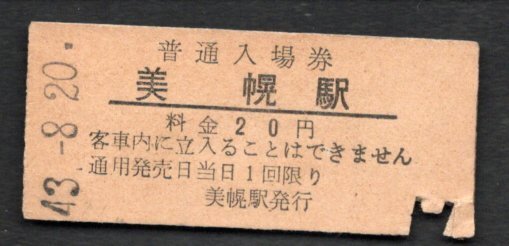 43.-8.20.
普通入場券
美幌駅
料金20円
客車内に立入ることはできません
通用発売日当日1回限り
美幌駅発行